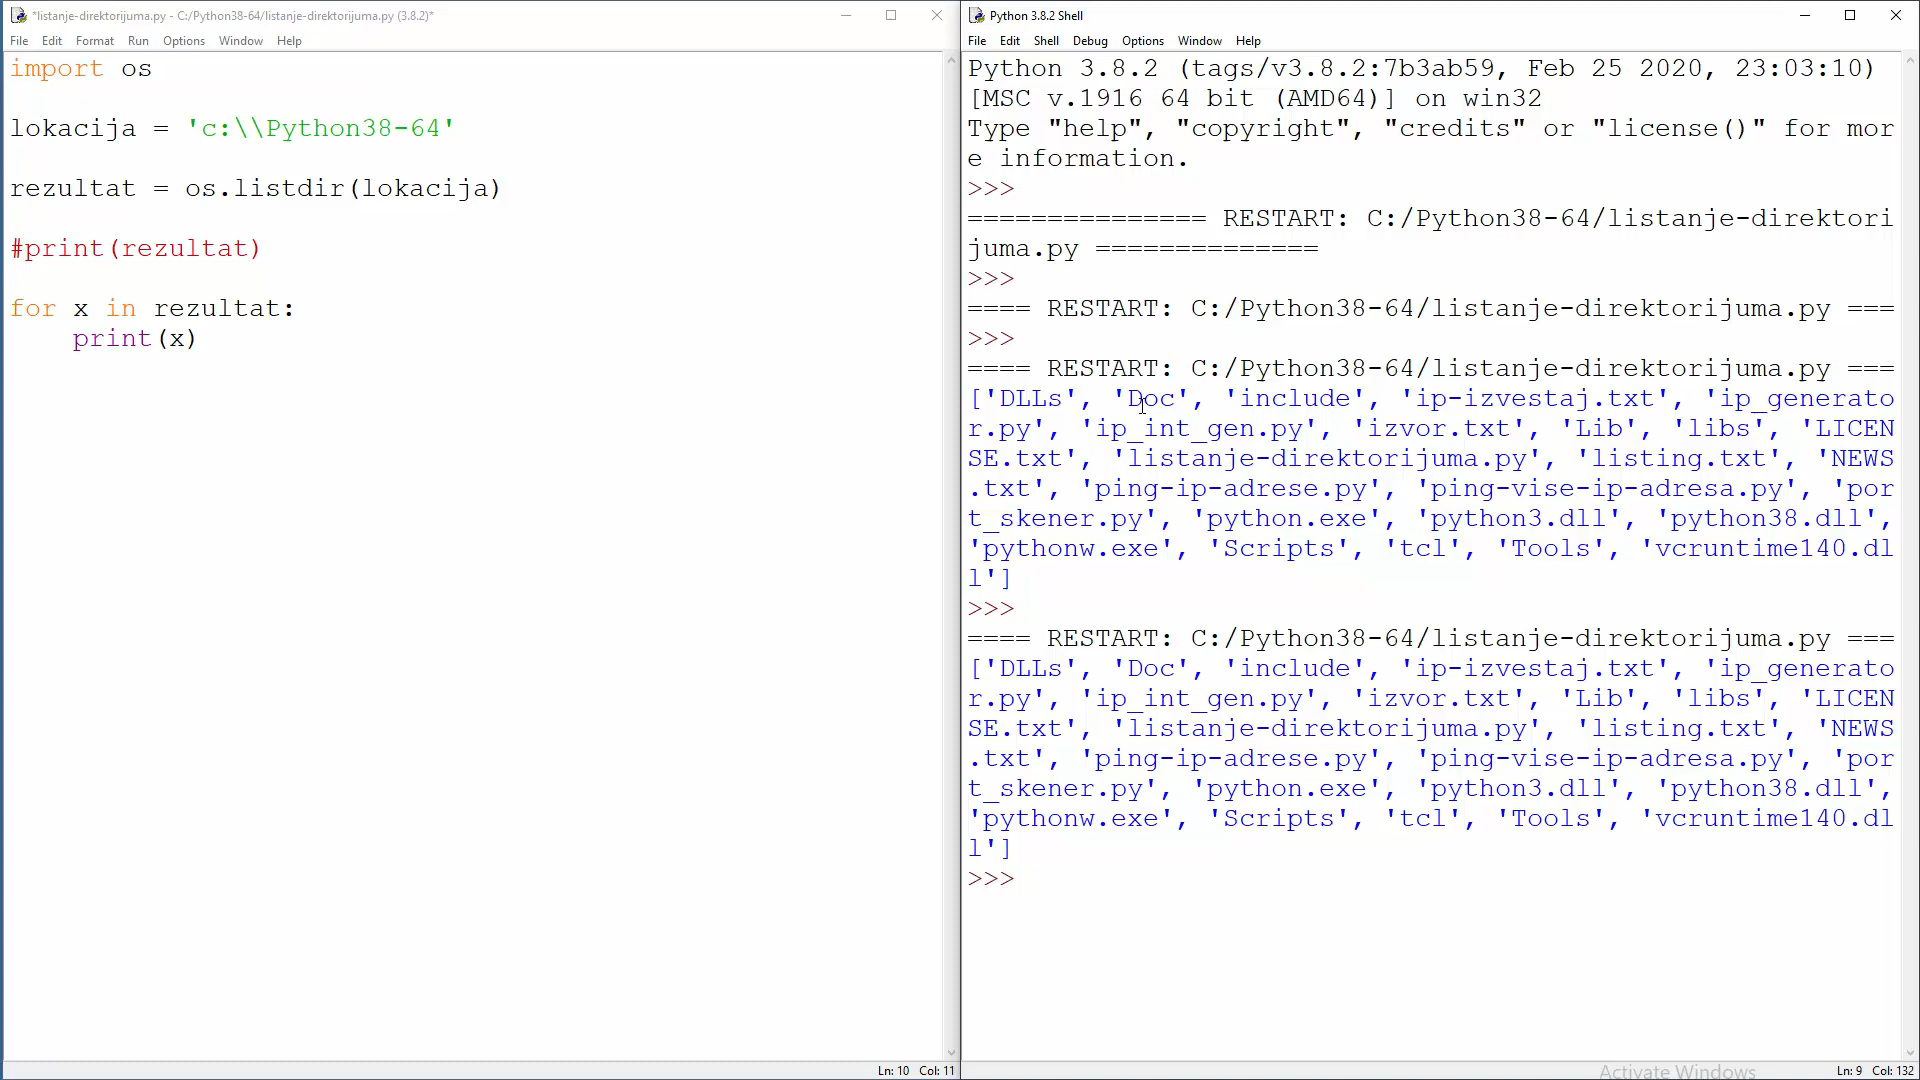 *listanje-direktorijuma.py - C:/Python38-64/listanje-direktorijuma.py (3.8.2)*
File Edit Format Run Options Window Help
import os
lokacija = 'c:\\Python38-64'
rezultat = os.listdir(lokacija)
#print(rezultat)
for x in rezultat:
    print(x)
Ln: 10 Col: 11
Python 3.8.2 Shell
File Edit Shell Debug Options Window Help
Python 3.8.2 (tags/v3.8.2:7b3ab59, Feb 25 2020, 23:03:10)
[MSC v.1916 64 bit (AMD64)] on win32
Type "help", "copyright", "credits" or "license()" for mor
e information.
>>>
=============== RESTART: C:/Python38-64/listanje-direktori
juma.py ==============
>>>
==== RESTART: C:/Python38-64/listanje-direktorijuma.py ===
>>>
==== RESTART: C:/Python38-64/listanje-direktorijuma.py ===
['DLLs', 'Doc', 'include', 'ip-izvestaj.txt', 'ip_generato
r.py', 'ip_int_gen.py', 'izvor.txt', 'Lib', 'libs', 'LICEN
SE.txt', 'listanje-direktorijuma.py', 'listing.txt', 'NEWS
.txt', 'ping-ip-adrese.py', 'ping-vise-ip-adresa.py', 'por
t_skener.py', 'python.exe', 'python3.dll', 'python38.dll',
'pythonw.exe', 'Scripts', 'tcl', 'Tools', 'vcruntime140.dl
l']
>>>
==== RESTART: C:/Python38-64/listanje-direktorijuma.py ===
['DLLs', 'Doc', 'include', 'ip-izvestaj.txt', 'ip_generato
r.py', 'ip_int_gen.py', 'izvor.txt', 'Lib', 'libs', 'LICEN
SE.txt', 'listanje-direktorijuma.py', 'listing.txt', 'NEWS
.txt', 'ping-ip-adrese.py', 'ping-vise-ip-adresa.py', 'por
t_skener.py', 'python.exe', 'python3.dll', 'python38.dll',
'pythonw.exe', 'Scripts', 'tcl', 'Tools', 'vcruntime140.dl
l']
>>>
Activate Windows
Ln: 9 Col: 132